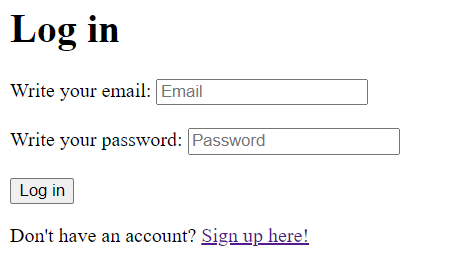 Log in
Write your email: Email
Write your password: Password
Log in
Don't have an account? Sign up here!